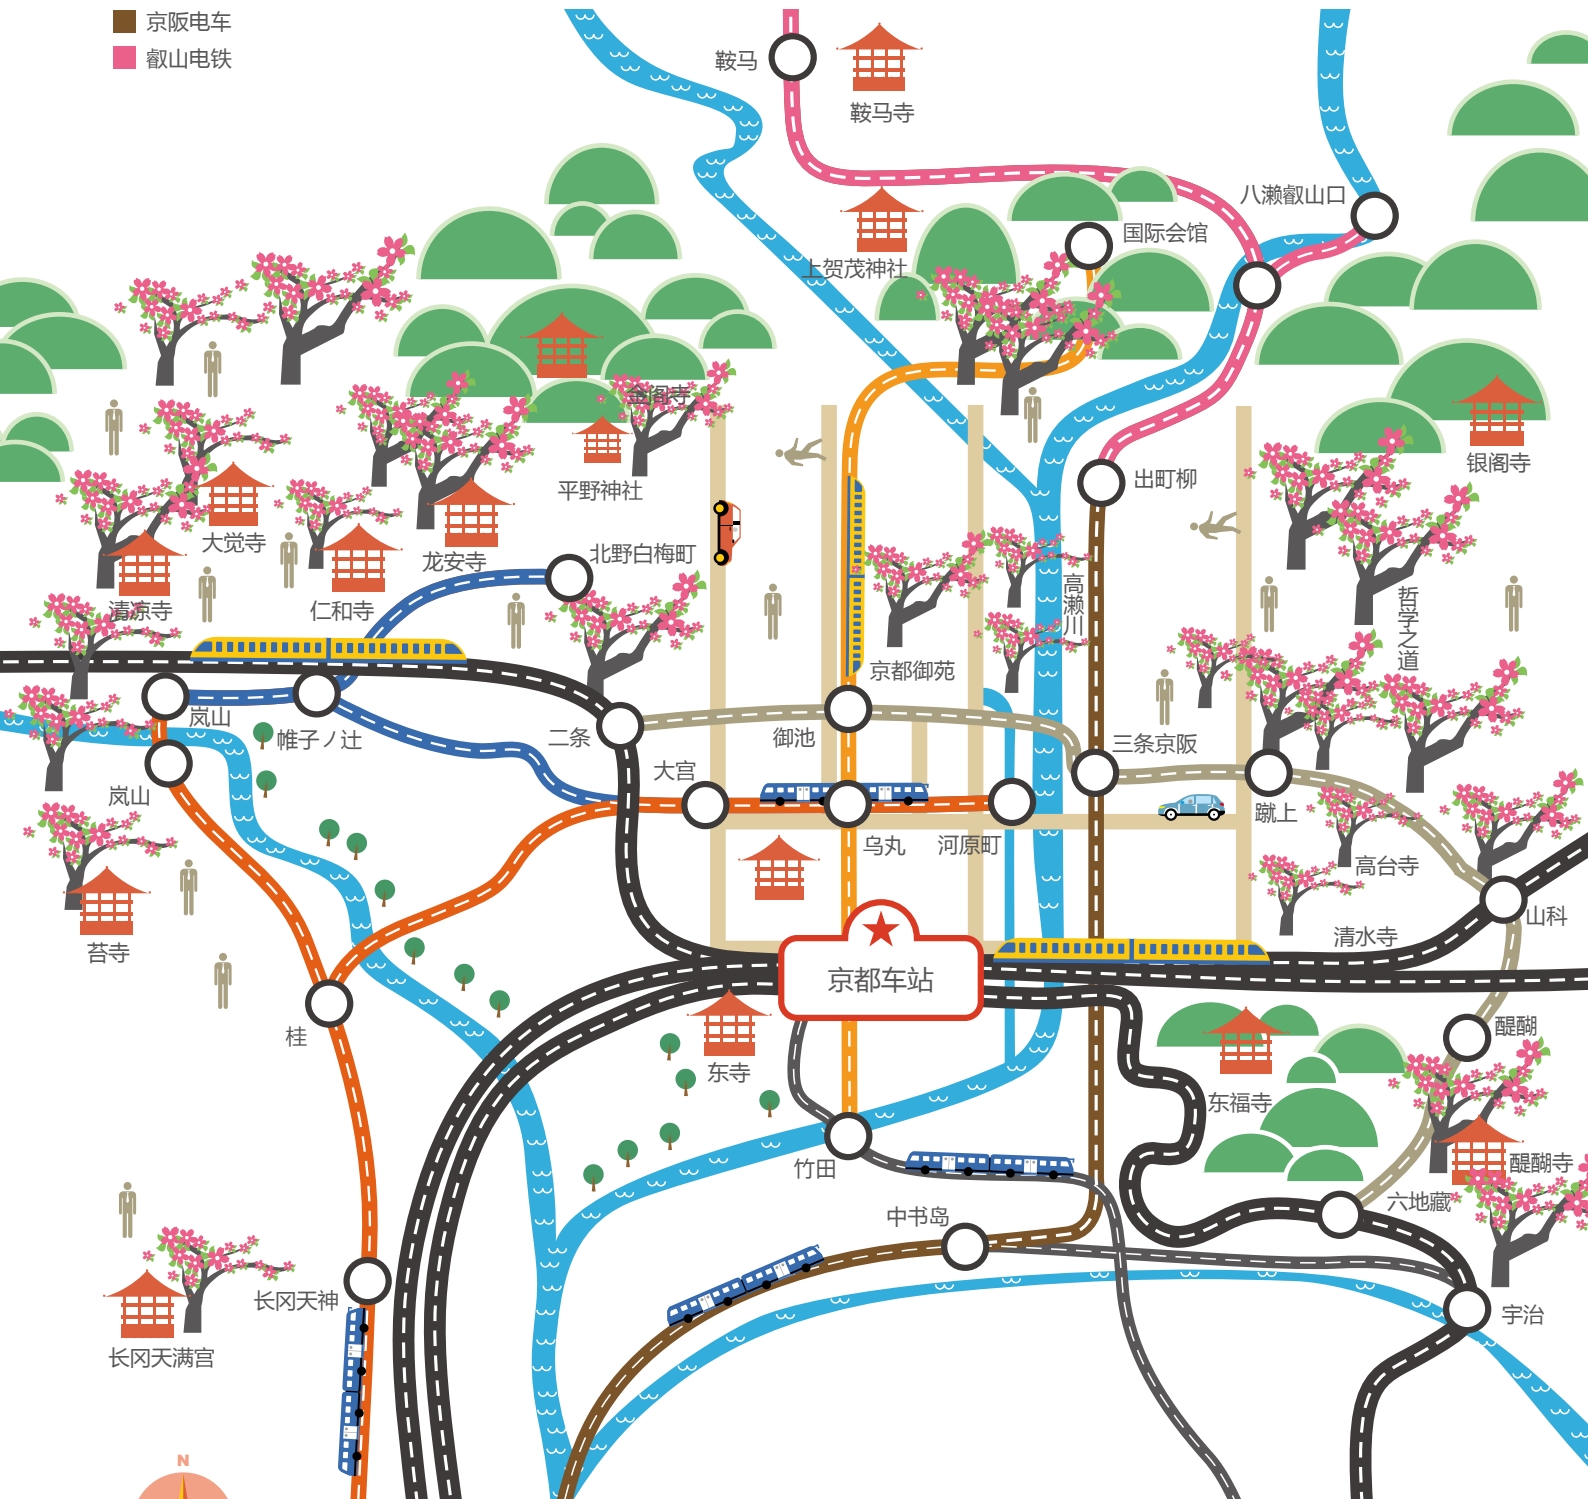 京阪电车
叡山电铁
鞍马
鞍马寺
八濑叡山口
国际会馆
上贺茂神社
金阁寺
银阁寺
出町柳
平野神社
大觉寺
龙安寺
北野白梅町
清凉寺
仁和寺
高濑川
哲学之道
京都御苑
岚山
帷子ノ辻
二条
御池
三条京阪
大宫
岚山
蹴上
乌丸
河原町
高台寺
山科
清水寺
苔寺
京都车站
桂
醍醐
东寺
东福寺
竹田
醍醐寺
六地藏
中书岛
长冈天神
宇治
长冈天满宫
N